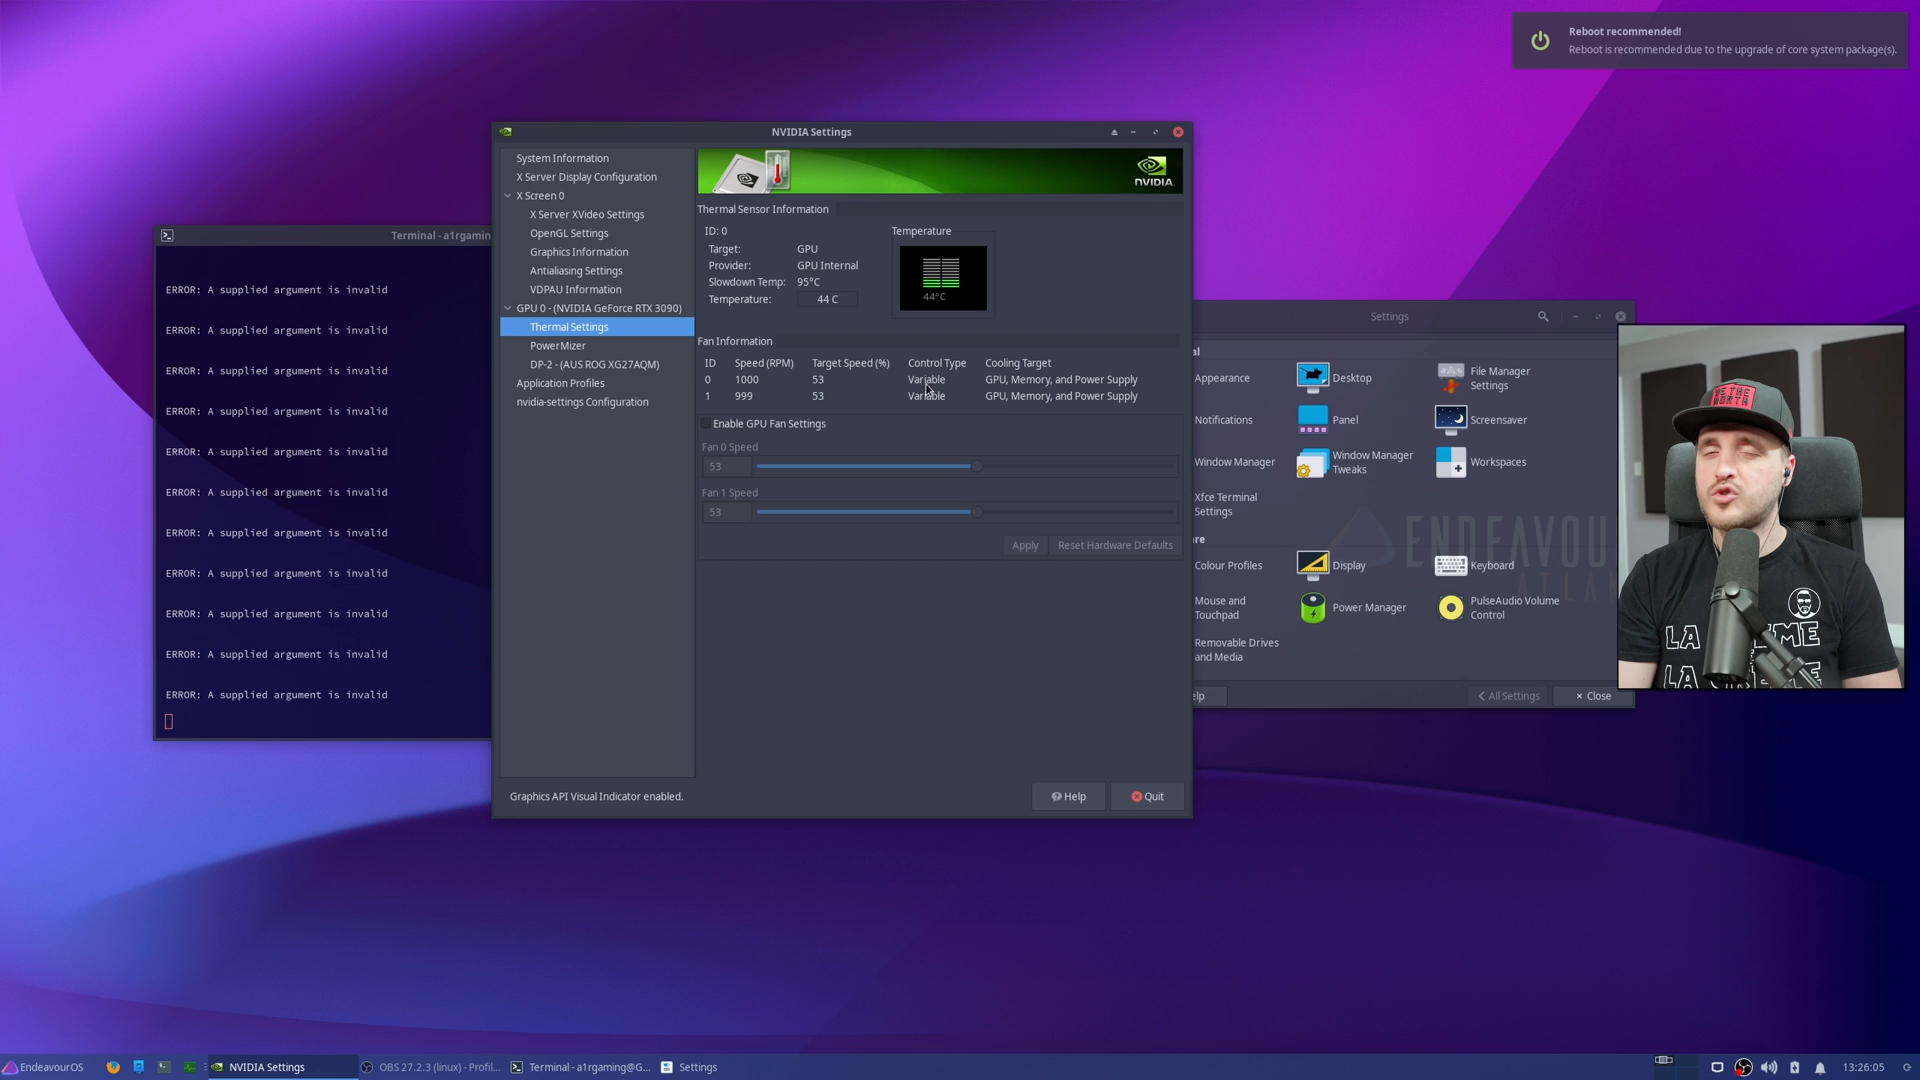 Reboot recommended!
Reboot is recommended due to the upgrade of core system package(s).
NVIDIA Settings
System Information
X Server Display Configuration
X Screen 0
X Server XVideo Settings
OpenGL Settings
Graphics Information
Antialiasing Settings
VDPAU Information
GPU 0 - (NVIDIA GeForce RTX 3090)
Thermal Settings
PowerMizer
DP-2 - (AUS ROG XG27AQM)
Application Profiles
nvidia-settings Configuration
NVIDIA.
Thermal Sensor Information
ID: 0
Target: GPU
Provider: GPU Internal
Slowdown Temp: 95°C
Temperature: 44 C
Temperature
44°C
Fan Information
ID Speed (RPM) Target Speed (%) Control Type Cooling Target
0 1000 53 Variable GPU, Memory, and Power Supply
1 999 53 Variable GPU, Memory, and Power Supply
Enable GPU Fan Settings
Fan 0 Speed
53
Fan 1 Speed
53
Apply Reset Hardware Defaults
Graphics API Visual Indicator enabled.
Help Quit
Terminal - a1rgamin
ERROR: A supplied argument is invalid
ERROR: A supplied argument is invalid
ERROR: A supplied argument is invalid
ERROR: A supplied argument is invalid
ERROR: A supplied argument is invalid
ERROR: A supplied argument is invalid
ERROR: A supplied argument is invalid
ERROR: A supplied argument is invalid
ERROR: A supplied argument is invalid
ERROR: A supplied argument is invalid
ERROR: A supplied argument is invalid
Settings
al
Appearance Desktop File Manager
Settings
Notifications Panel Screensaver
Window Manager Window Manager
Tweaks
Workspaces
Xfce Terminal
Settings
ENDEAVOU
ATLAN
re
Colour Profiles Display Keyboard
Mouse and
Touchpad
Power Manager
PulseAudio Volume
Control
Removable Drives
and Media
elp
All Settings Close
EndeavourOS NVIDIA Settings OBS 27.2.3 (linux) - Profil... Terminal - a1rgaming@G... Settings 13:26:05